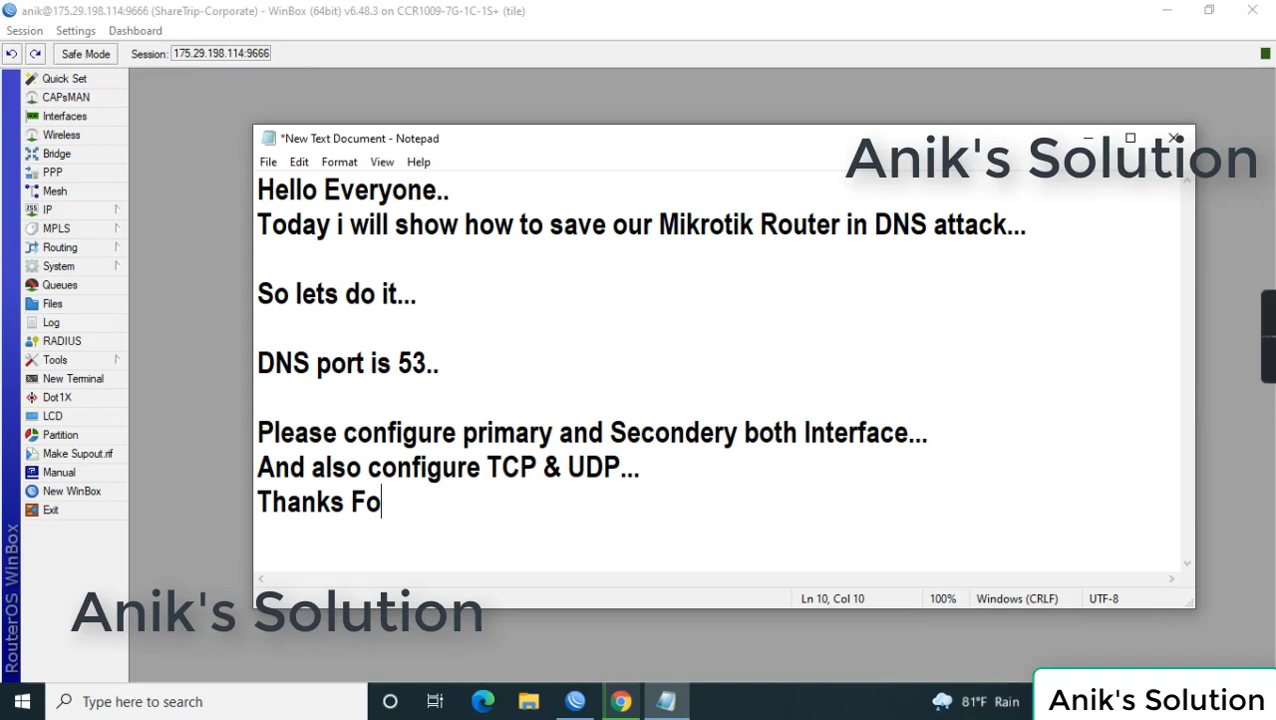 anik@175.29.198.114:9666 (ShareTrip-Corporate) - WinBox (64bit) v6.48.3 on CCR1009-7G-1C-1S+ (tile)
Session Settings Dashboard
Safe Mode Session: 175.29.198.114:9666
Quick Set
CAPsMAN
Interfaces
Wireless
Bridge
PPP
Mesh
IP
MPLS
Routing
System
Queues
Files
Log
RADIUS
Tools
New Terminal
Dot1X
LCD
Partition
Make Supout.rif
Manual
New WinBox
Exit
RouterOS WinBox
*New Text Document - Notepad
File Edit Format View Help
Anik's Solution
Hello Everyone..
Today i will show how to save our Mikrotik Router in DNS attack...
So lets do it...
DNS port is 53..
Please configure primary and Secondery both Interface...
And also configure TCP & UDP...
Thanks Fo
Ln 10, Col 10 100% Windows (CRLF) UTF-8
Anik's Solution
Type here to search
81°F Rain
Anik's Solution